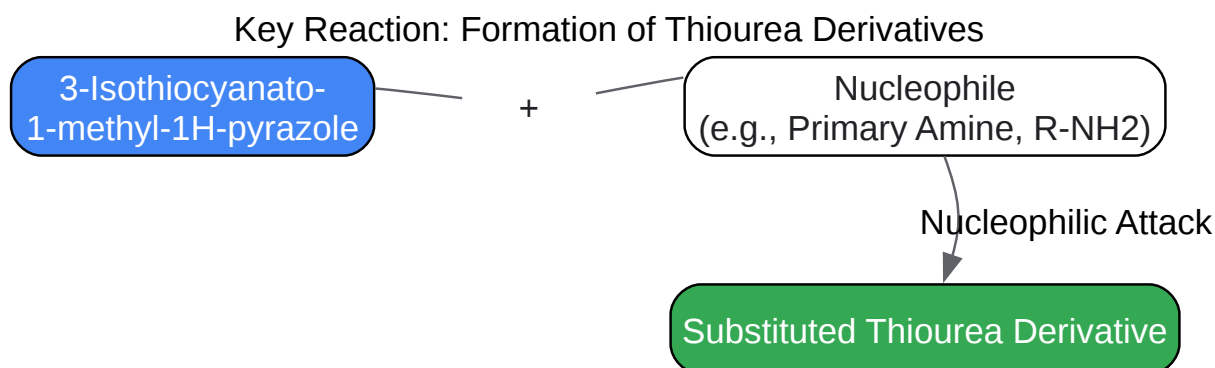 Key Reaction: Formation of Thiourea Derivatives
3-Isothiocyanato-
1-methyl-1H-pyrazole
+
Nucleophile
(e.g., Primary Amine, R-NH2)
Nucleophilic Attack
Substituted Thiourea Derivative